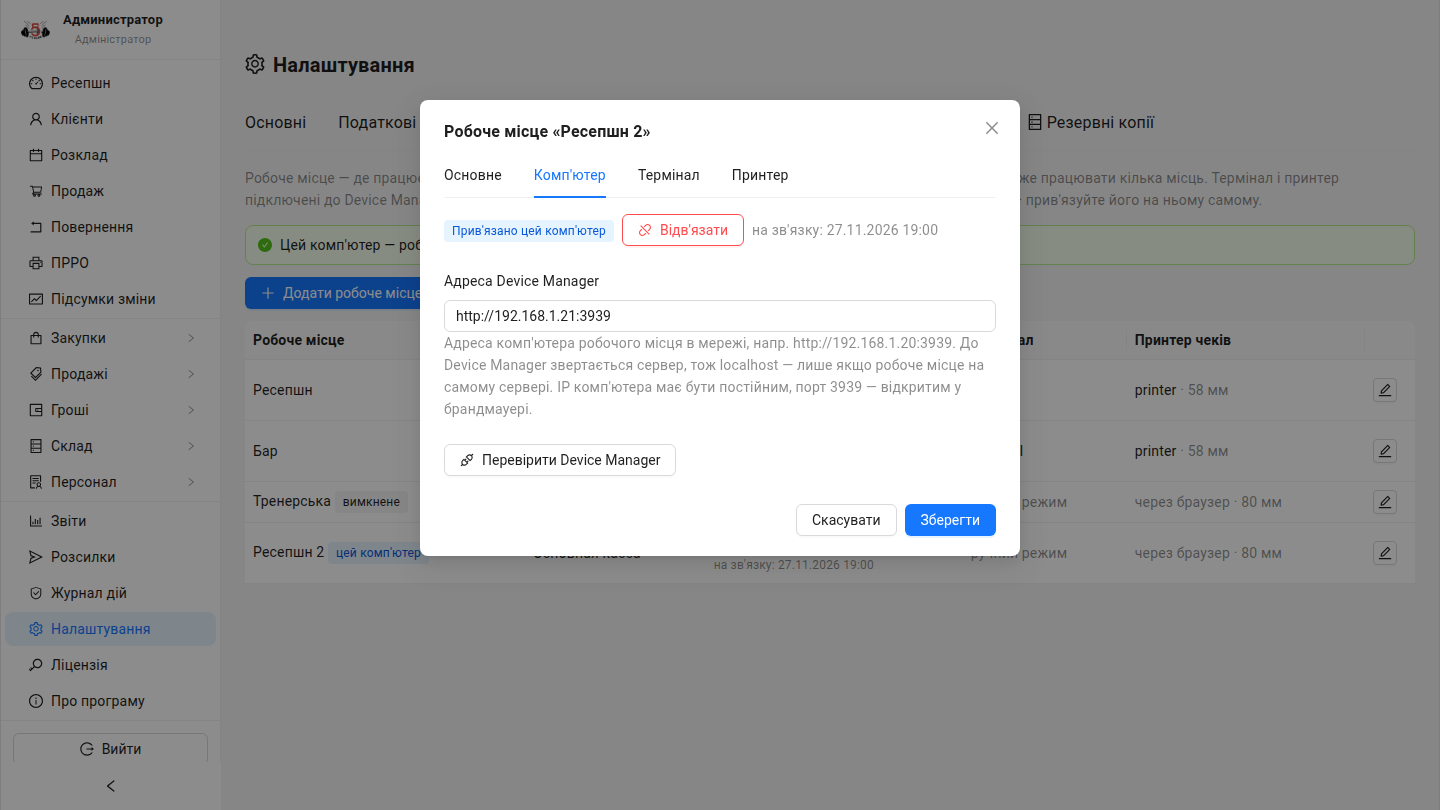 Администратор
Адміністратор
Ресепшн
Клієнти
Розклад
Продаж
Повернення
ПРРО
Підсумки зміни
Закупки
Продажі
Гроші
Склад
Персонал
Звіти
Розсилки
Журнал дій
Налаштування
Ліцензія
Про програму
Вийти
Налаштування
Основні
Податкові
Резервні копії
Робоче місце — де працює
же працювати кілька місць. Термінал і принтер
підключені до Device Man
прив'язуйте його на ньому самому.
Цей комп'ютер — роб
Додати робоче місце
Робоче місце
ал
Принтер чеків
Ресепшн
printer · 58 мм
Бар
printer · 58 мм
Тренерська
вимкнене
режим
через браузер · 80 мм
Ресепшн 2
цей комп'ютер
на зв'язку: 27.11.2026 19:00
режим
через браузер · 80 мм
Робоче місце «Ресепшн 2»
Основне
Комп'ютер
Термінал
Принтер
Прив'язано цей комп'ютер
Відв'язати
на зв'язку: 27.11.2026 19:00
Адреса Device Manager
http://192.168.1.21:3939
Адреса комп'ютера робочого місця в мережі, напр. http://192.168.1.20:3939. До
Device Manager звертається сервер, тож localhost — лише якщо робоче місце на
самому сервері. IP комп'ютера має бути постійним, порт 3939 — відкритим у
брандмауері.
Перевірити Device Manager
Скасувати
Зберегти